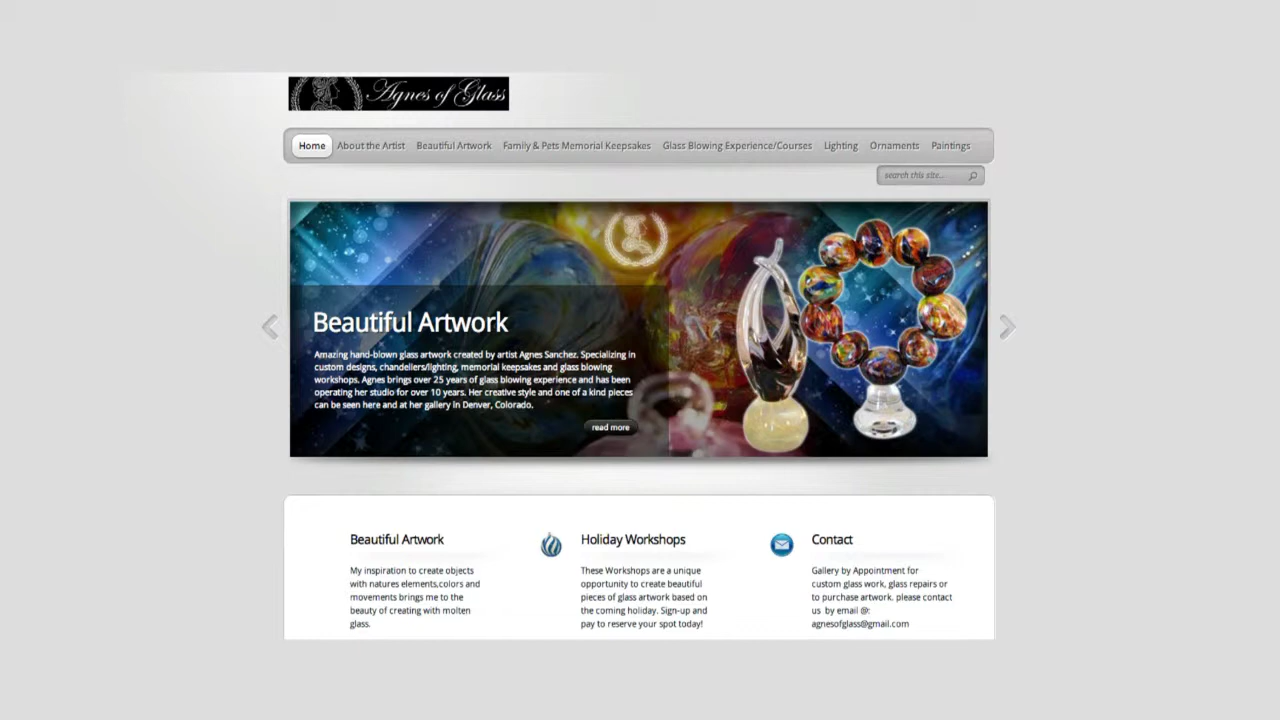 Agnes of Glass
Home About the Artist Beautiful Artwork Family & Pets Memorial Keepsakes Glass Blowing Experience/Courses Lighting Ornaments Paintings
search this site...
Beautiful Artwork
Amazing hand-blown glass artwork created by artist Agnes Sanchez. Specializing in
custom designs, chandeliers/lighting, memorial keepsakes and glass blowing
workshops. Agnes brings over 25 years of glass blowing experience and has been
operating her studio for over 10 years. Her creative style and one of a kind pieces
can be seen here and at her gallery in Denver, Colorado.
read more
Beautiful Artwork
My inspiration to create objects
with natures elements,colors and
movements brings me to the
beauty of creating with molten
glass.
Holiday Workshops
These Workshops are a unique
opportunity to create beautiful
pieces of glass artwork based on
the coming holiday. Sign-up and
pay to reserve your spot today!
Contact
Gallery by Appointment for
custom glass work, glass repairs or
to purchase artwork. please contact
us by email @:
agnesofglass@gmail.com